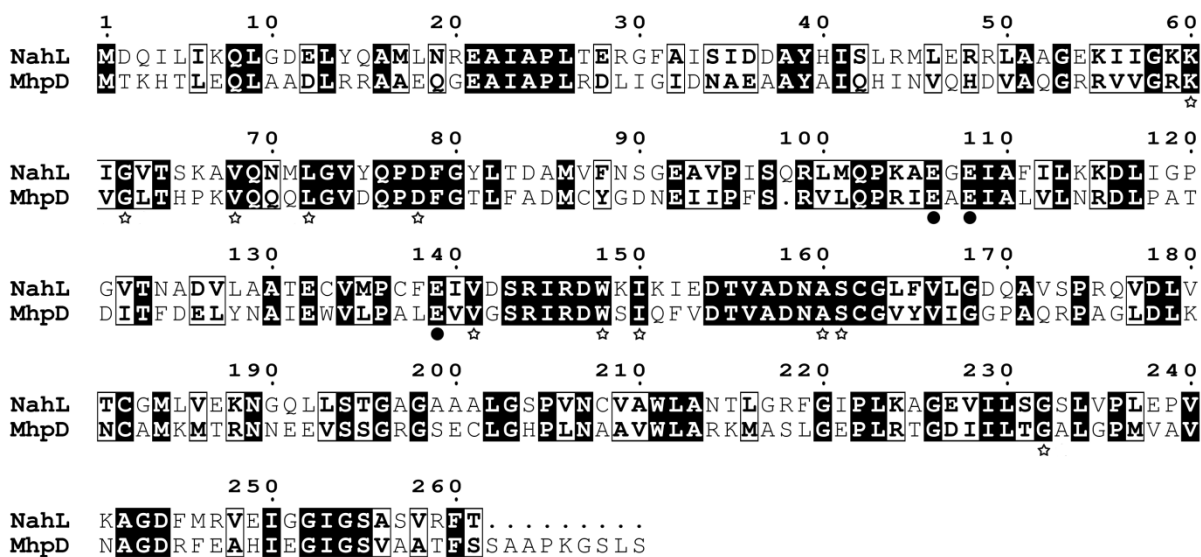 1 10 20 30 40 50 60
NahL MDQILIKQLGDELYQAMLNREAIAPLTERGFAISIDDAYHISLRMLERRLAAGEKIIGKK
MhpD MTKHTLEQLAADLRRAAEQGEAIAPLRDLIGIDNAEAAYAIQHINVQHDVAQGRRVVGRK
70 80 90 100 110 120
NahL IGVTSKAVQNMLGVYQPDFGYLTDAMVFNSGEAVPISQRLMQPKAEGEIAFILKKDLIGP
MhpD VGLTHPKVQQQLGVDQPDFGTLFADMCYGDNEIIPFS.RVLQPRIEAEIALVLNRDLPAT
130 140 150 160 170 180
NahL GVTNADVLAATECVMPCFEIVDSRIRDWKIKIEDTVADNASCGLFVLGDQAVSPRQVDLV
MhpD DITFDELYNAIEWVLPALEVVGSRIRDWSIQFVDTVADNASCGVYVIGGPAQRPAGLDLK
190 200 210 220 230 240
NahL TCGMLVEKNGQLLSTGAGAAALGSPVNCVAWLANTLGRFGIPLKAGEVILSGSLVPLEPV
MhpD NCAMKMTRNNEEVSSGRGSECLGHPLNAAVWLARKMASLGEPLRTGDIILTGALGPMVAV
250 260
NahL KAGDFMRVEIGGIGSASVRFT.........
MhpD NAGDRFEAHIEGIGSVAATFSSAAPKGSLS